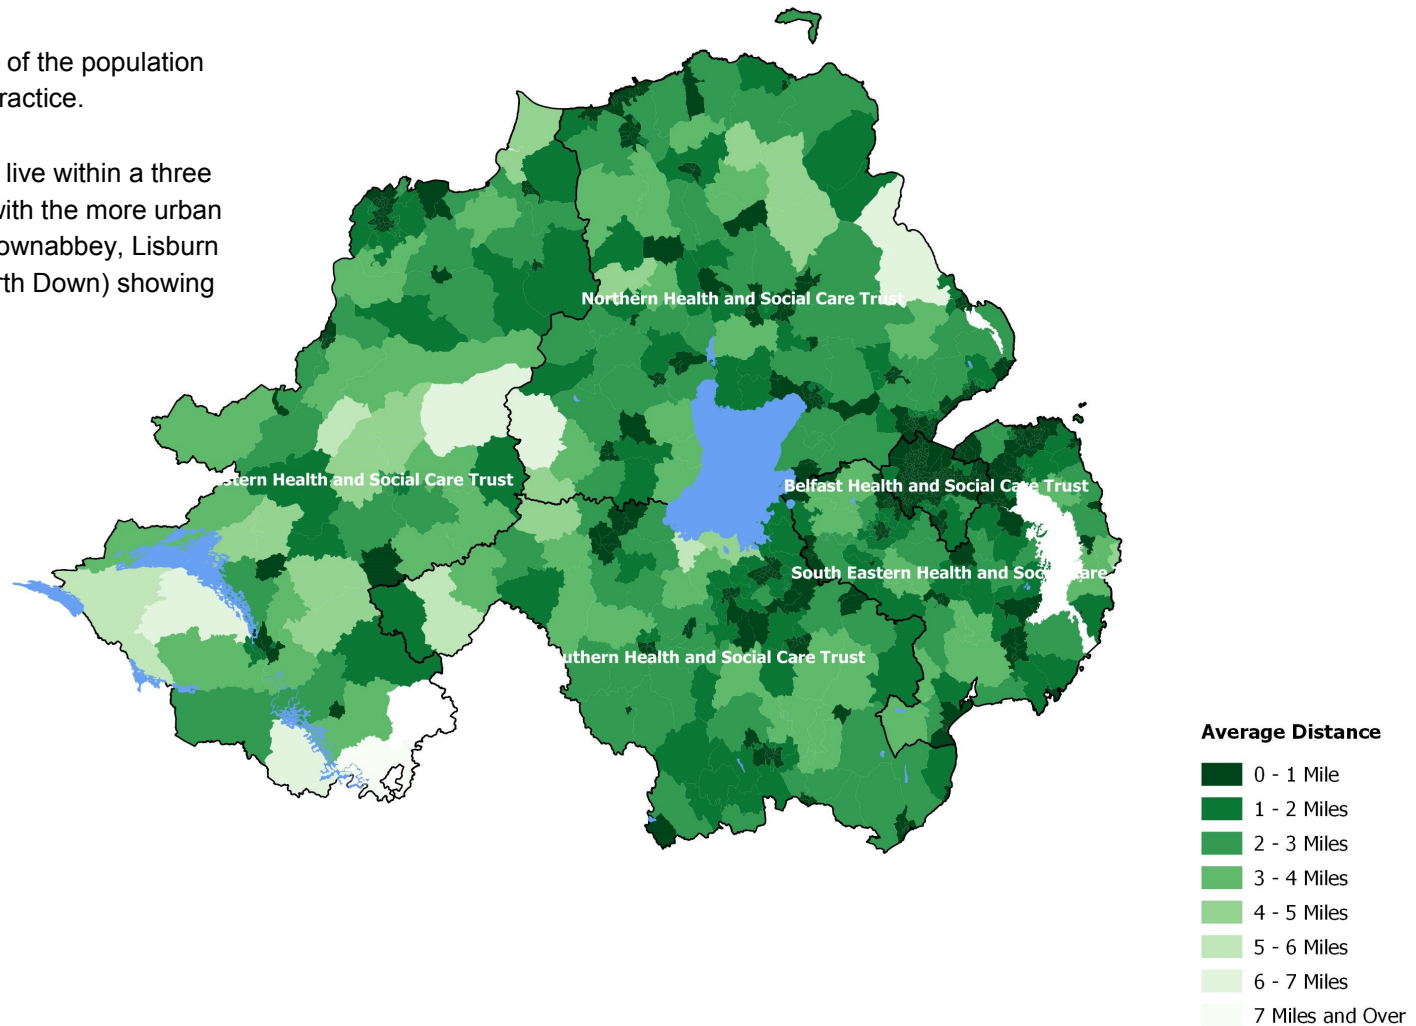 of the population
ractice.
live within a three
with the more urban
ownabbey, Lisburn
rth Down) showing
Northern Health and Social Care Trust
stern Health and Social Care Trust
Belfast Health and Social Care Trust
South Eastern Health and Social Care
uthern Health and Social Care Trust
Average Distance
0 - 1 Mile
1 - 2 Miles
2 - 3 Miles
3 - 4 Miles
4 - 5 Miles
5 - 6 Miles
6 - 7 Miles
7 Miles and Over